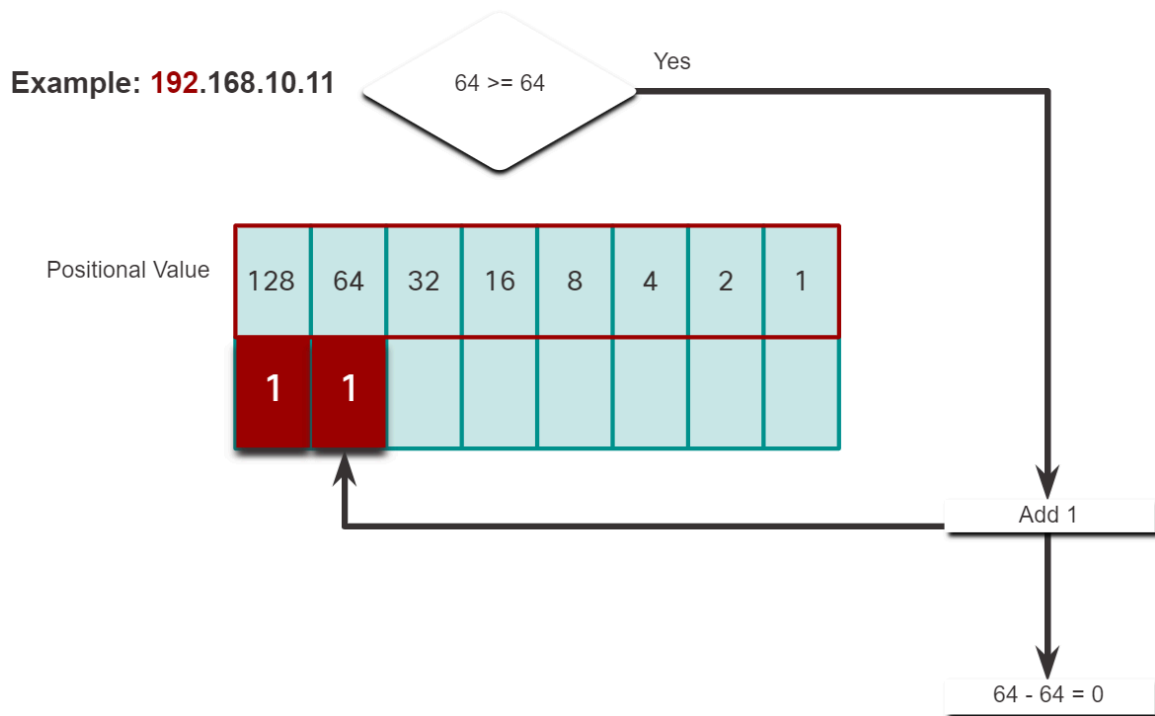 Example: 192.168.10.11
64 >= 64
Yes
Positional Value
128 64 32 16 8 4 2 1
1 1
Add 1
64 - 64 = 0